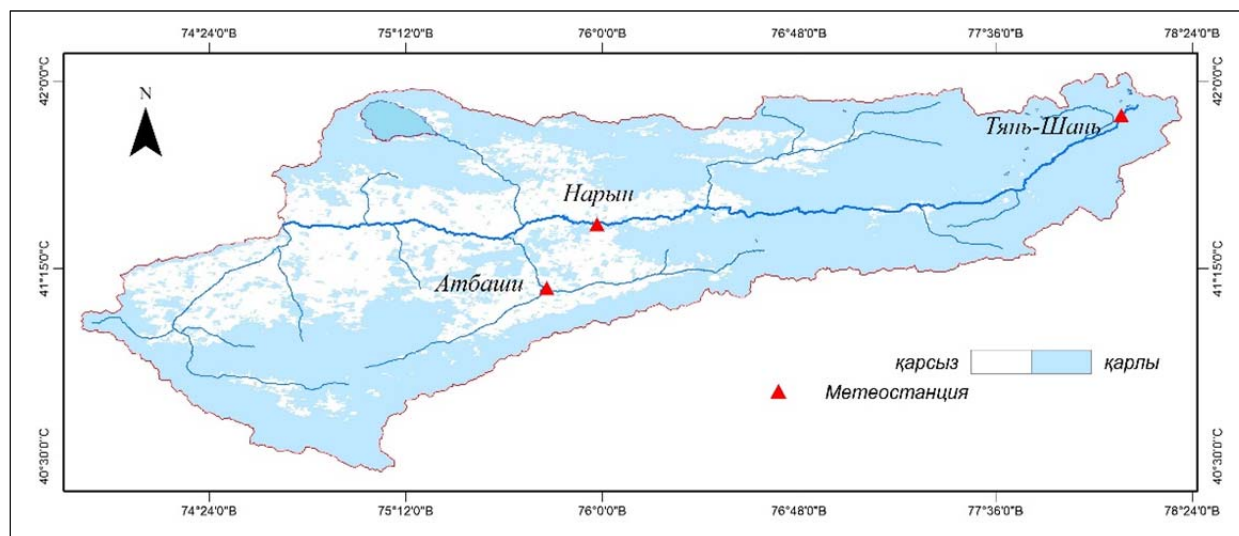 74°24'0"В 75°12'0"В 76°0'0"В 76°48'0"В 77°36'0"В 78°24'0"В
42°0'0"С 42°0'0"С
N
Тянь-Шань
Нарын
41°15'0"С 41°15'0"С
Атбаши
қарсыз қарлы
Метеостанция
40°30'0"С 40°30'0"С
74°24'0"В 75°12'0"В 76°0'0"В 76°48'0"В 77°36'0"В 78°24'0"В